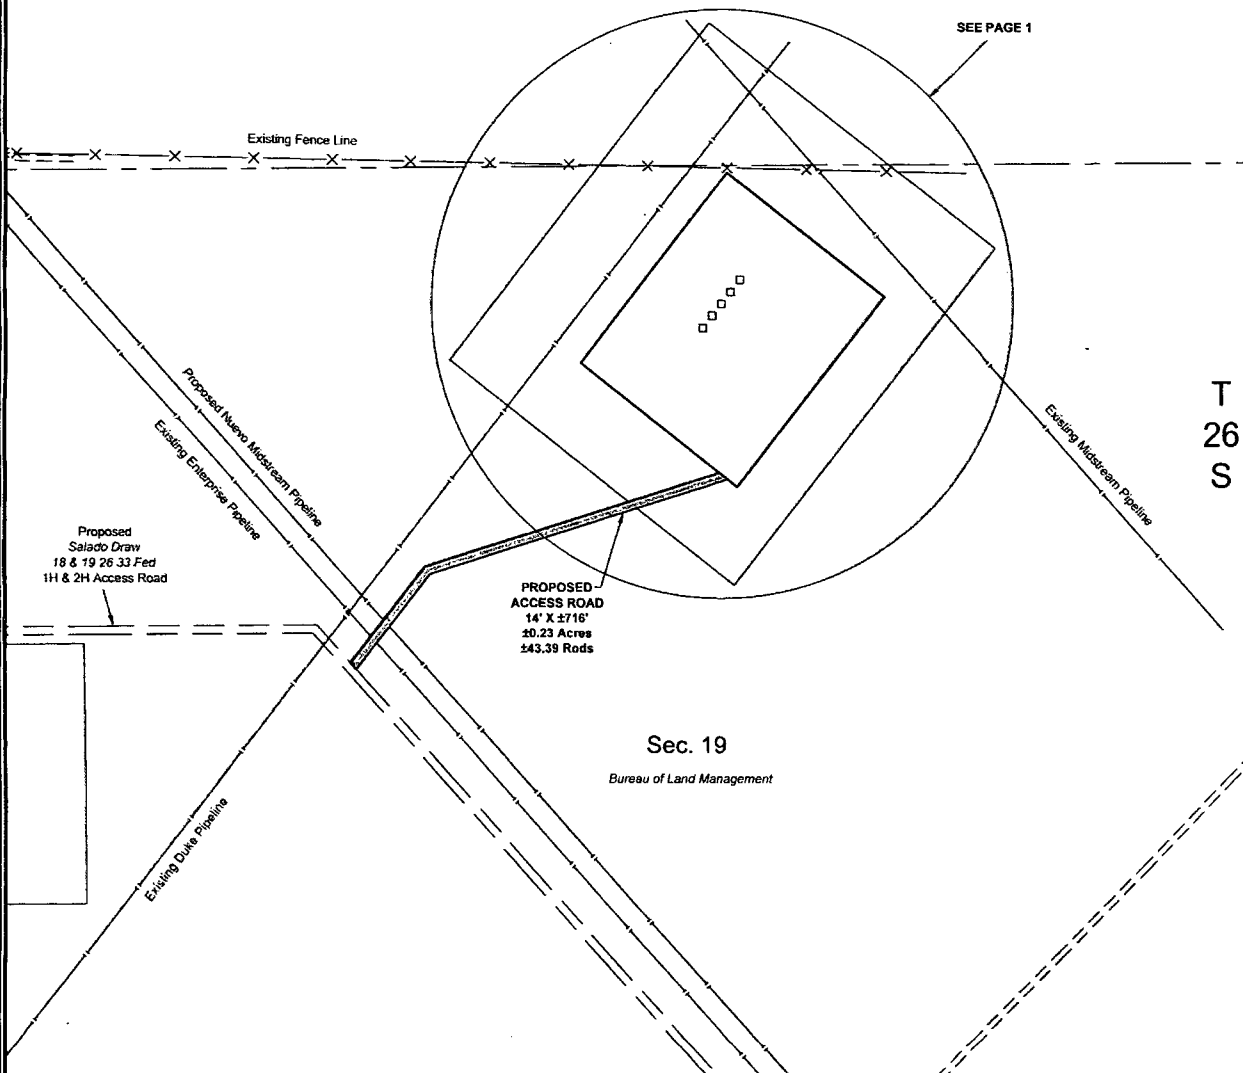 SEE PAGE 1
Existing Fence Line
T
26
S
Proposed Nuevo Midstream Pipeline
Existing Enterprise Pipeline
Existing Midstream Pipeline
Proposed
Salado Draw
18 & 19 26 33 Fed
1H & 2H Access Road
PROPOSED
ACCESS ROAD
14' X ±716'
±0.23 Acres
±43.39 Rods
Sec. 19
Bureau of Land Management
Existing Duke Pipeline